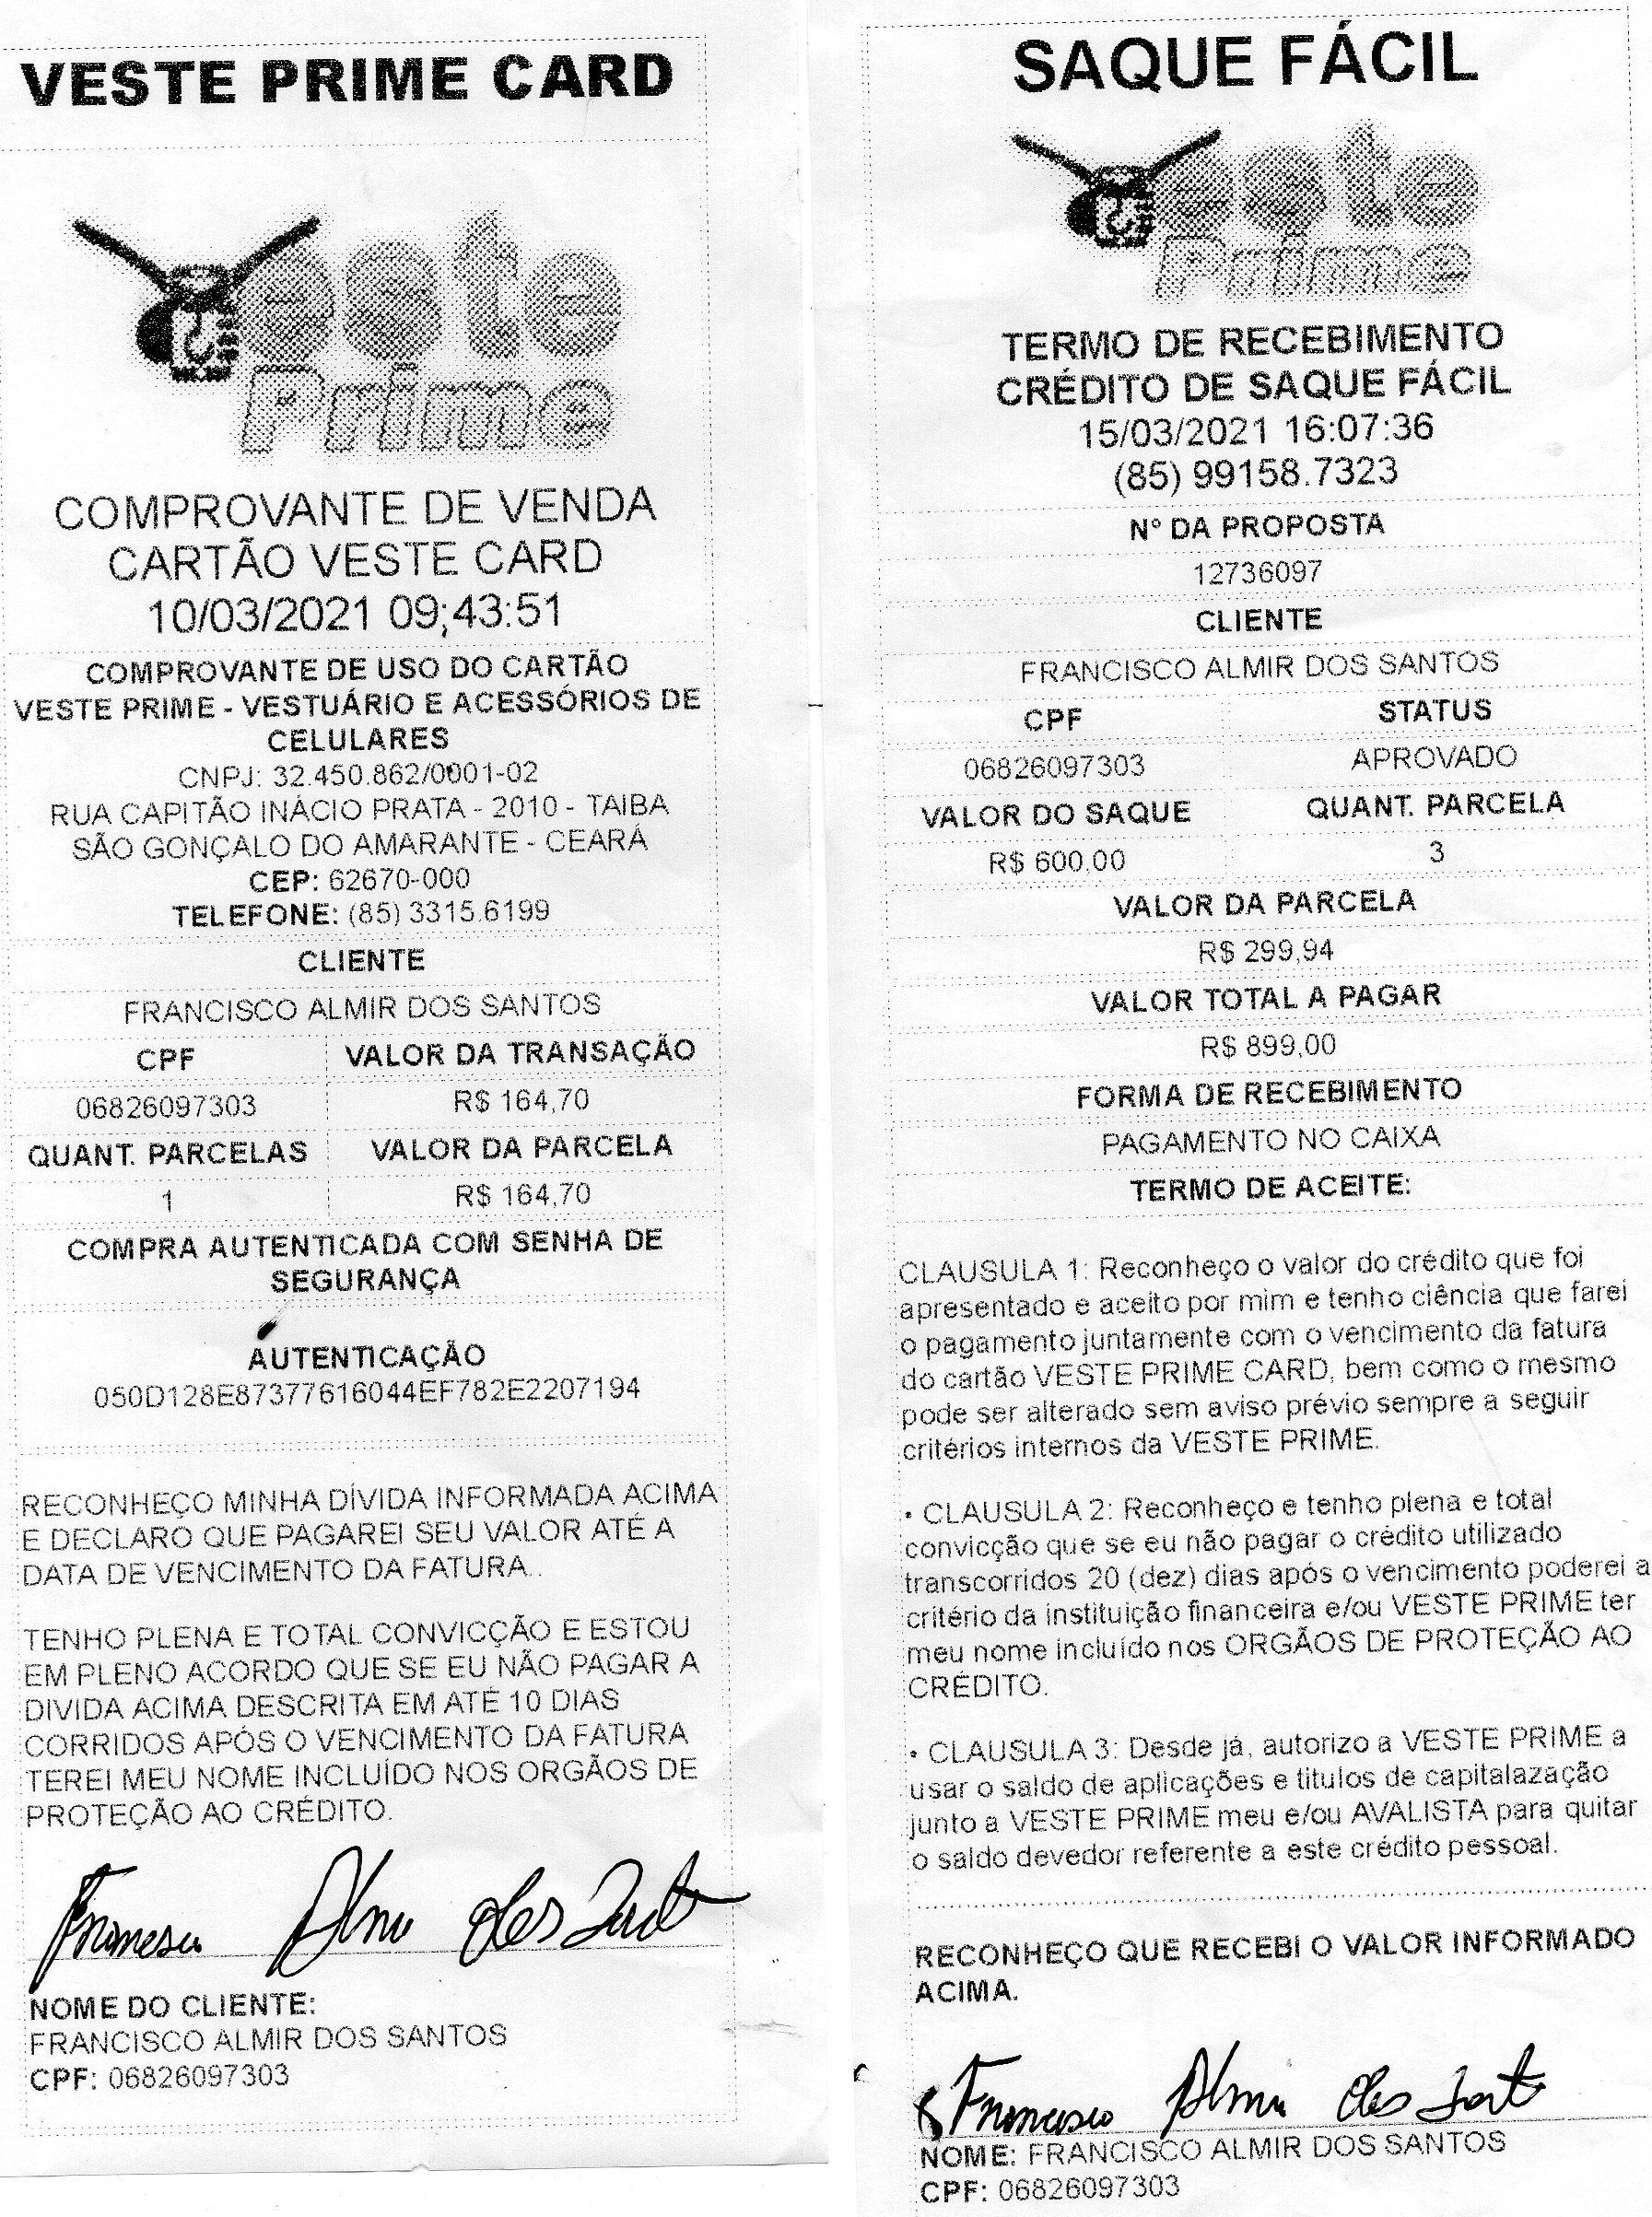 VESTE PRIME CARD
Veste
Prime
COMPROVANTE DE VENDA
CARTÃO VESTE CARD
10/03/2021 09;43:51
COMPROVANTE DE USO DO CARTÃO
VESTE PRIME - VESTUÁRIO E ACESSÓRIOS DE
CELULARES
CNPJ: 32.450.862/0001-02
RUA CAPITÃO INÁCIO PRATA - 2010 - TAIBA
SÃO GONÇALO DO AMARANTE - CEARÁ
CEP: 62670-000
TELEFONE: (85) 3315.6199
CLIENTE
FRANCISCO ALMIR DOS SANTOS
CPF VALOR DA TRANSAÇÃO
06826097303 R$ 164,70
QUANT. PARCELAS VALOR DA PARCELA
1 R$ 164,70
COMPRA AUTENTICADA COM SENHA DE
SEGURANÇA
AUTENTICAÇÃO
050D128E87377616044EF782E2207194
RECONHEÇO MINHA DÍVIDA INFORMADA ACIMA
E DECLARO QUE PAGAREI SEU VALOR ATÉ A
DATA DE VENCIMENTO DA FATURA..
TENHO PLENA E TOTAL CONVICÇÃO E ESTOU
EM PLENO ACORDO QUE SE EU NÃO PAGAR A
DIVIDA ACIMA DESCRITA EM ATÉ 10 DIAS
CORRIDOS APÓS O VENCIMENTO DA FATURA
TEREI MEU NOME INCLUÍDO NOS ORGÃOS DE
PROTEÇÃO AO CRÉDITO.
NOME DO CLIENTE:
FRANCISCO ALMIR DOS SANTOS
CPF: 06826097303
SAQUE FÁCIL
Veste
Prime
TERMO DE RECEBIMENTO
CRÉDITO DE SAQUE FÁCIL
15/03/2021 16:07:36
(85) 99158.7323
Nº DA PROPOSTA
12736097
CLIENTE
FRANCISCO ALMIR DOS SANTOS
CPF STATUS
06826097303 APROVADO
VALOR DO SAQUE QUANT. PARCELA
R$ 600,00 3
VALOR DA PARCELA
R$ 299,94
VALOR TOTAL A PAGAR
R$ 899,00
FORMA DE RECEBIMENTO
PAGAMENTO NO CAIXA
TERMO DE ACEITE:
CLAUSULA 1: Reconheço o valor do crédito que foi
apresentado e aceito por mim e tenho ciência que farei
o pagamento juntamente com o vencimento da fatura
do cartão VESTE PRIME CARD, bem como o mesmo
pode ser alterado sem aviso prévio sempre a seguir
critérios internos da VESTE PRIME.
• CLAUSULA 2: Reconheço e tenho plena e total
convicção que se eu não pagar o crédito utilizado
transcorridos 20 (dez) dias após o vencimento poderei a
critério da instituição financeira e/ou VESTE PRIME ter
meu nome incluído nos ORGÃOS DE PROTEÇÃO AO
CRÉDITO.
• CLAUSULA 3: Desde já, autorizo a VESTE PRIME a
usar o saldo de aplicações e titulos de capitalazação
junto a VESTE PRIME meu e/ou AVALISTA para quitar
o saldo devedor referente a este crédito pessoal.
RECONHEÇO QUE RECEBI O VALOR INFORMADO
ACIMA.
NOME: FRANCISCO ALMIR DOS SANTOS
CPF: 06826097303